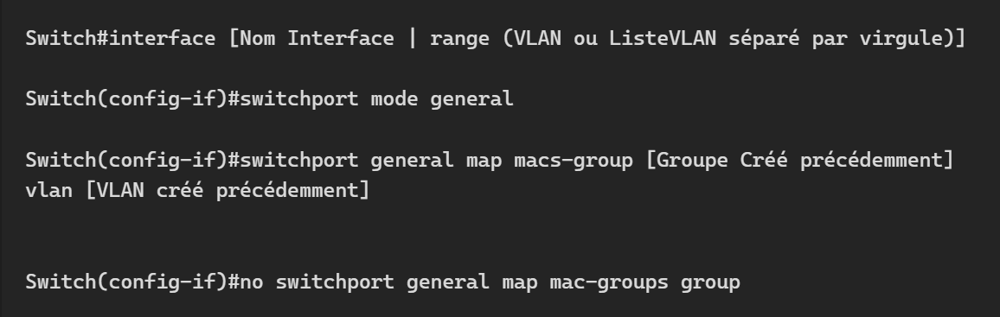 Switch#interface [Nom Interface | range (VLAN ou ListeVLAN séparé par virgule)]
Switch(config-if)#switchport mode general
Switch(config-if)#switchport general map macs-group [Groupe Créé précédemment]
vlan [VLAN créé précédemment]
Switch(config-if)#no switchport general map mac-groups group